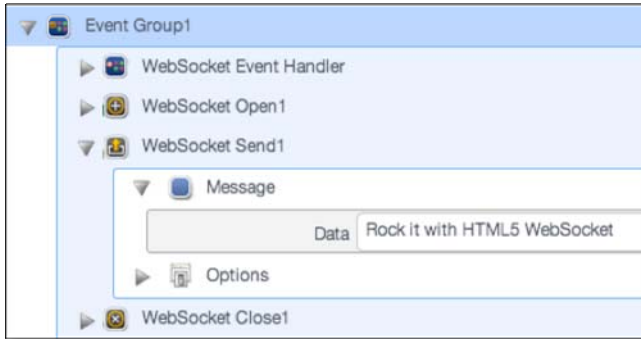 Event Group1
WebSocket Event Handler
WebSocket Open1
WebSocket Send1
Message
Data Rock it with HTML5 WebSocket
Options
WebSocket Close1